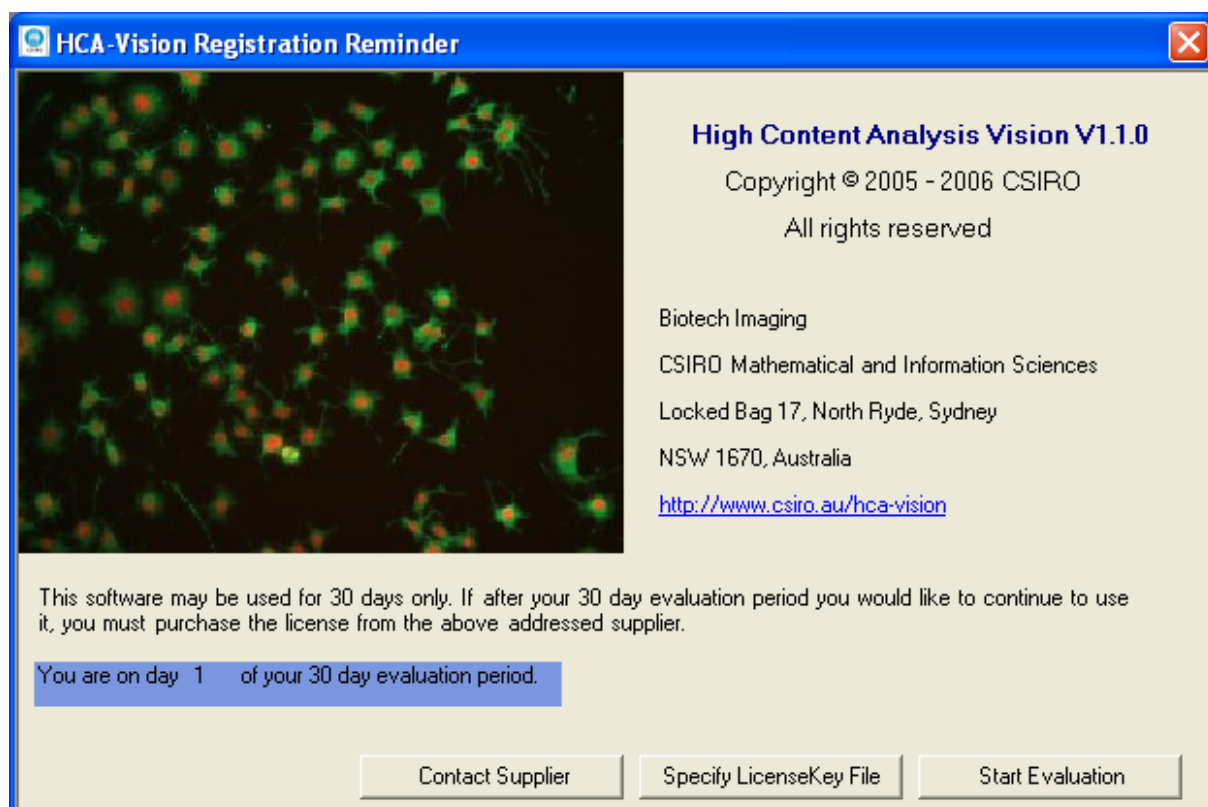 HCA-Vision Registration Reminder
High Content Analysis Vision V1.1.0
Copyright © 2005 - 2006 CSIRO
All rights reserved
Biotech Imaging
CSIRO Mathematical and Information Sciences
Locked Bag 17, North Ryde, Sydney
NSW 1670, Australia
http://www.csiro.au/hca-vision
This software may be used for 30 days only. If after your 30 day evaluation period you would like to continue to use
it, you must purchase the license from the above addressed supplier.
You are on day 1 of your 30 day evaluation period.
Contact Supplier
Specify LicenseKey File
Start Evaluation